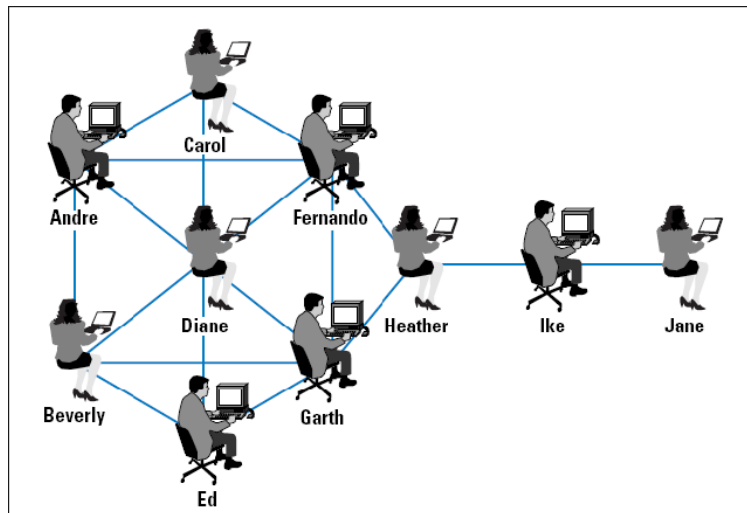 Carol
Andre
Fernando
Diane
Heather
Ike
Jane
Beverly
Garth
Ed